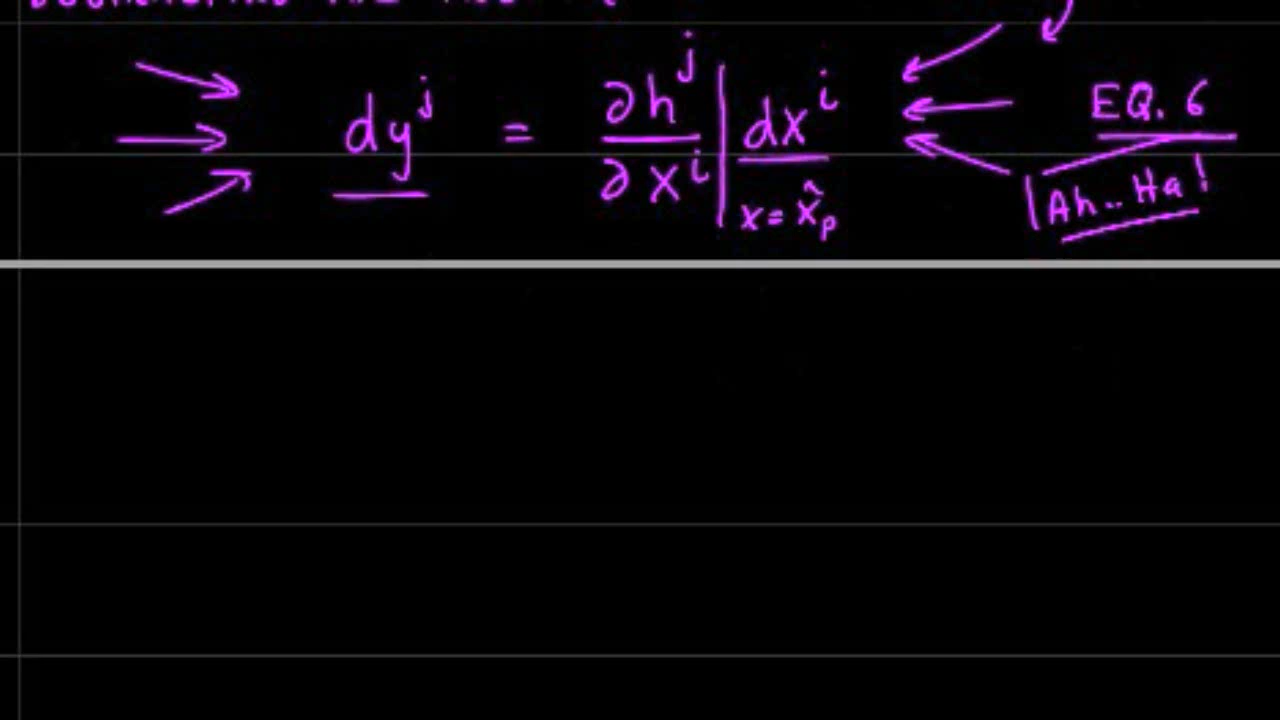 dy^j = ∂h^j/∂x^i | dx^i
x = x̂_p
EQ. 6
Ah.. Ha!